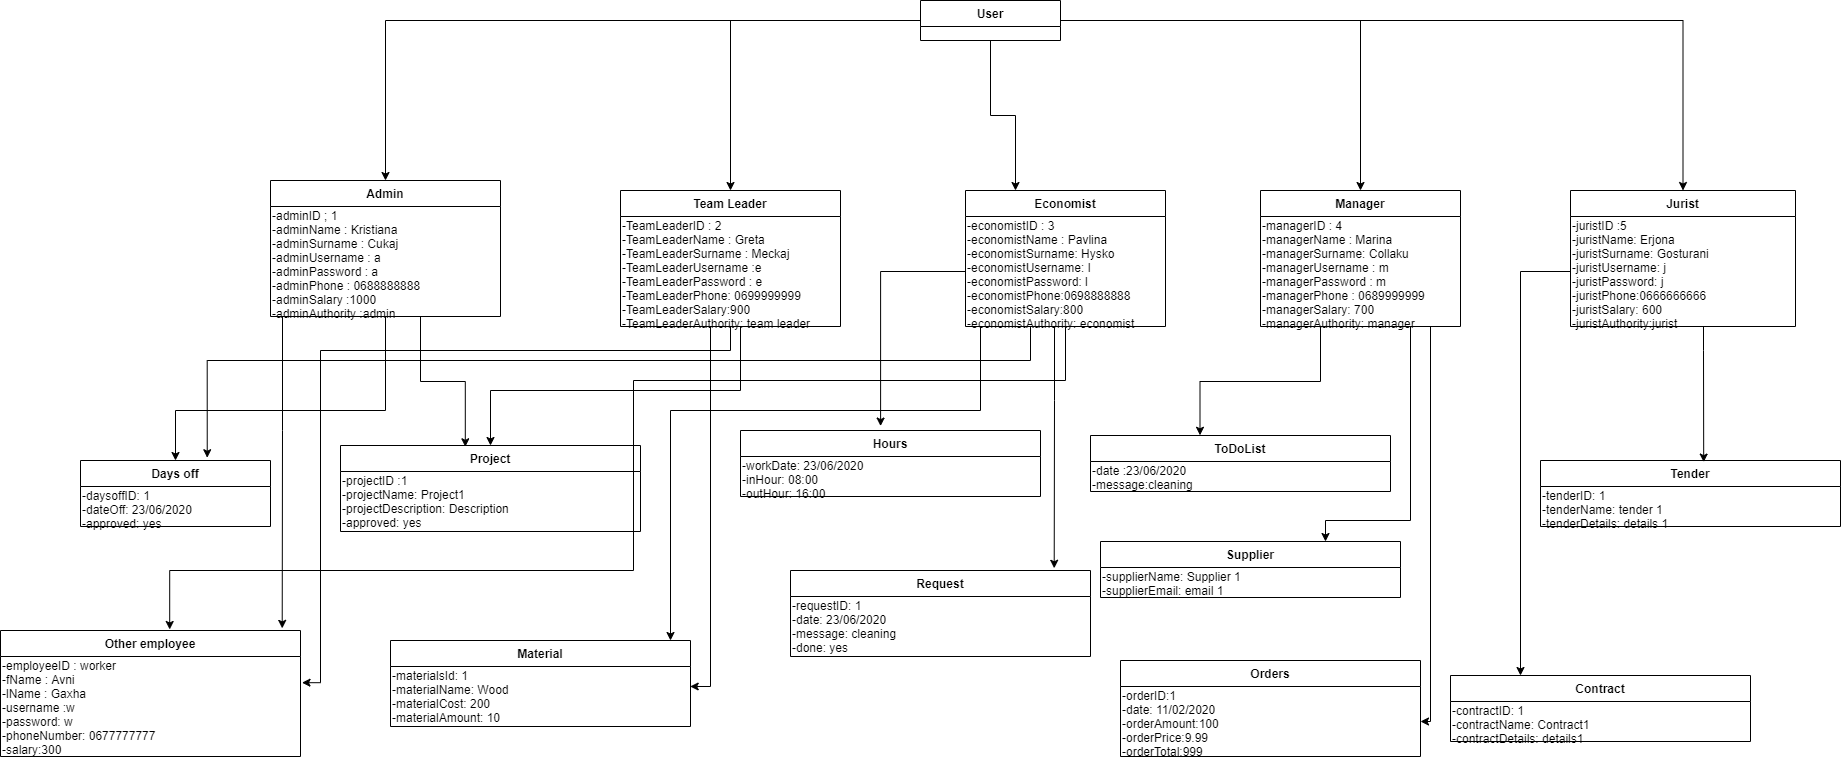 User
Admin
-adminID ; 1
-adminName : Kristiana
-adminSurname : Cukaj
-adminUsername : a
-adminPassword : a
-adminPhone : 0688888888
-adminSalary :1000
-adminAuthority :admin
Team Leader
-TeamLeaderID : 2
-TeamLeaderName : Greta
-TeamLeaderSurname : Meckaj
-TeamLeaderUsername :e
-TeamLeaderPassword : e
-TeamLeaderPhone: 0699999999
-TeamLeaderSalary:900
-TeamLeaderAuthority: team leader
Economist
-economistID : 3
-economistName : Pavlina
-economistSurname: Hysko
-economistUsername: l
-economistPassword: l
-economistPhone:0698888888
-economistSalary:800
-economistAuthority: economist
Manager
-managerID : 4
-managerName : Marina
-managerSurname: Collaku
-managerUsername : m
-managerPassword : m
-managerPhone : 0689999999
-managerSalary: 700
-managerAuthority: manager
Jurist
-juristID :5
-juristName: Erjona
-juristSurname: Gosturani
-juristUsername: j
-juristPassword: j
-juristPhone:0666666666
-juristSalary: 600
-juristAuthority:jurist
Days off
-daysoffID: 1
-dateOff: 23/06/2020
-approved: yes
Project
-projectID :1
-projectName: Project1
-projectDescription: Description
-approved: yes
Hours
-workDate: 23/06/2020
-inHour: 08:00
-outHour: 16:00
ToDoList
-date :23/06/2020
-message:cleaning
Tender
-tenderID: 1
-tenderName: tender 1
-tenderDetails: details 1
Supplier
-supplierName: Supplier 1
-supplierEmail: email 1
Request
-requestID: 1
-date: 23/06/2020
-message: cleaning
-done: yes
Other employee
-employeeID : worker
-fName : Avni
-lName : Gaxha
-username :w
-password: w
-phoneNumber: 0677777777
-salary:300
Material
-materialsId: 1
-materialName: Wood
-materialCost: 200
-materialAmount: 10
Orders
-orderID:1
-date: 11/02/2020
-orderAmount:100
-orderPrice:9.99
-orderTotal:999
Contract
-contractID: 1
-contractName: Contract1
-contractDetails: details1